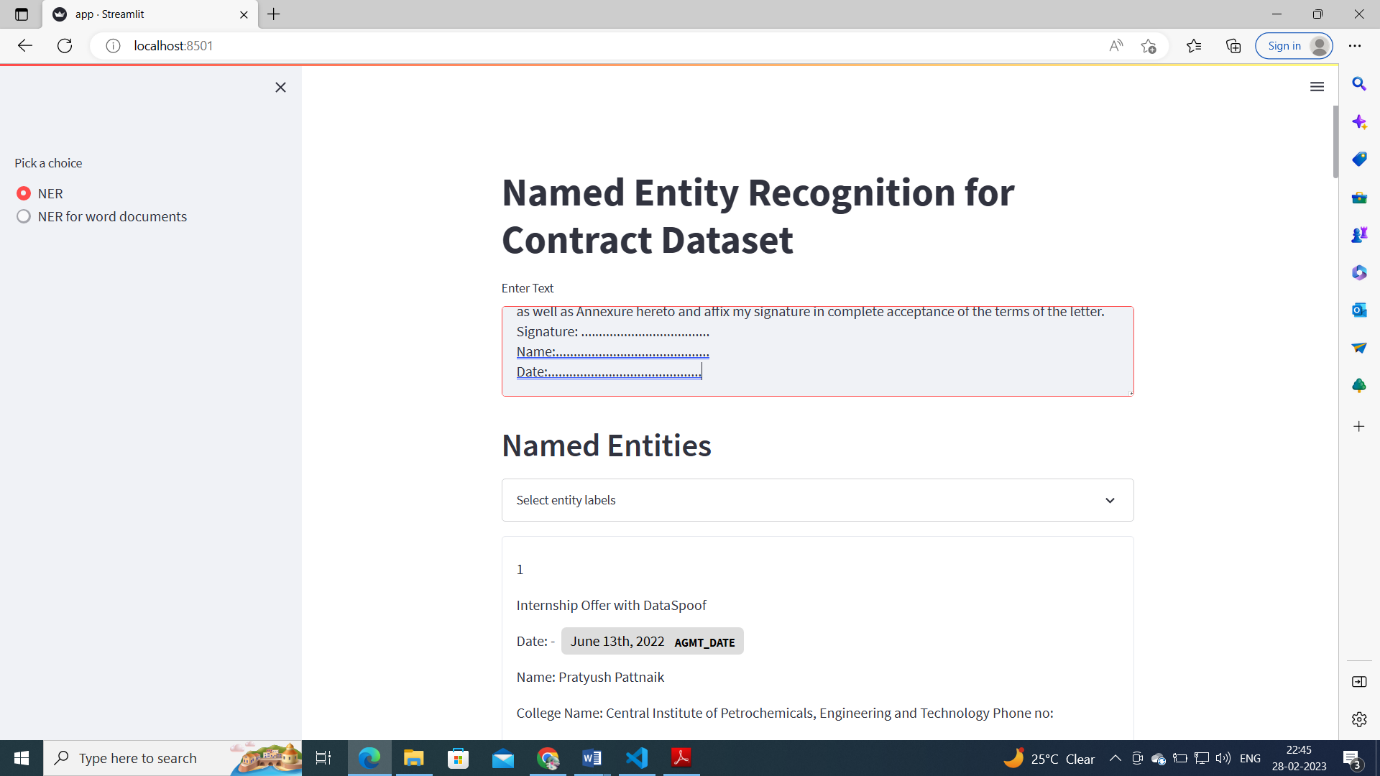 app · Streamlit
localhost:8501
Sign in
Pick a choice
NER
NER for word documents
Named Entity Recognition for
Contract Dataset
Enter Text
as well as Annexure hereto and affix my signature in complete acceptance of the terms of the letter.
Signature: ....................................
Name:...........................................
Date:...........................................
Named Entities
Select entity labels
1
Internship Offer with DataSpoof
Date: - June 13th, 2022 AGMT_DATE
Name: Pratyush Pattnaik
College Name: Central Institute of Petrochemicals, Engineering and Technology Phone no:
Type here to search
25°C Clear
ENG
22:45
28-02-2023
3